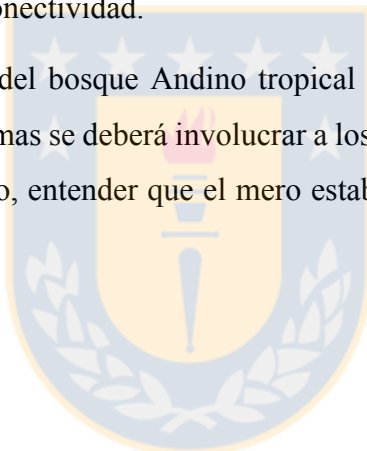 onectividad.
del bosque Andino tropical
mas se deberá involucrar a los
o, entender que el mero estab